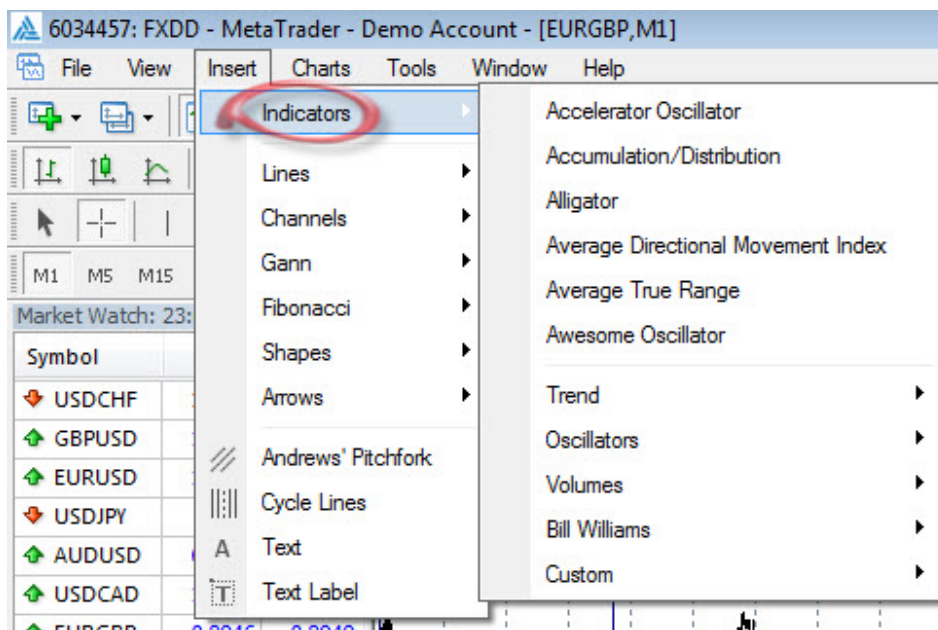 6034457: FXDD - MetaTrader - Demo Account - [EURGBP,M1]
File View Insert Charts Tools Window Help
Indicators
Lines
Channels
Gann
Fibonacci
Shapes
Arrows
Andrews' Pitchfork
Cycle Lines
A Text
T Text Label
Accelerator Oscillator
Accumulation/Distribution
Alligator
Average Directional Movement Index
Average True Range
Awesome Oscillator
Trend
Oscillators
Volumes
Bill Williams
Custom
M1 M5 M15
Market Watch: 23:
Symbol
USDCHF
GBPUSD
EURUSD
USDJPY
AUDUSD
USDCAD
EURGBP